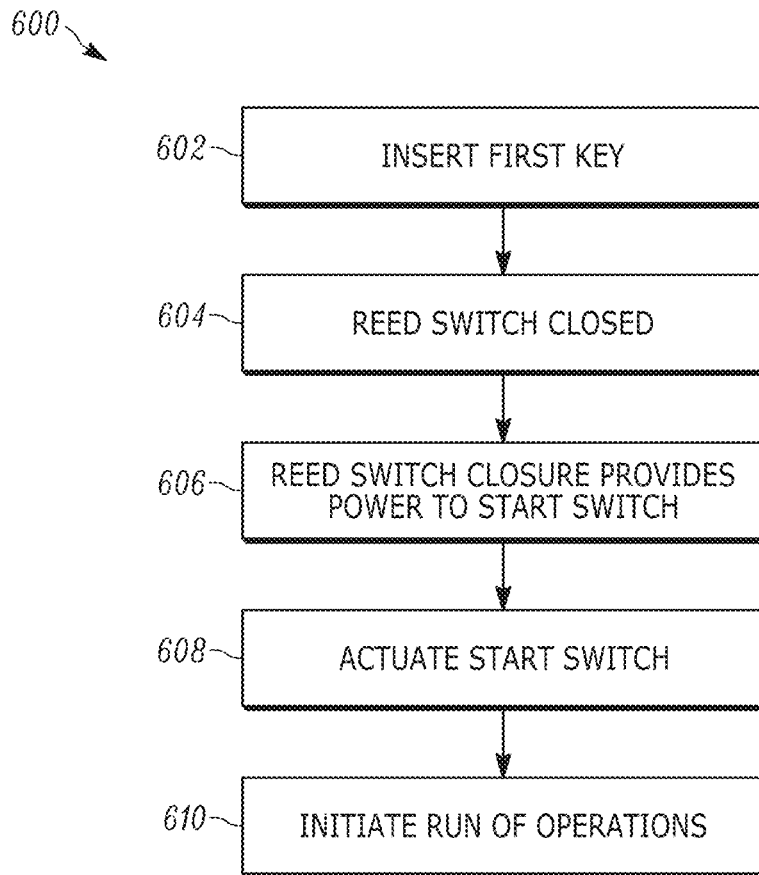 600
602
INSERT FIRST KEY
604
REED SWITCH CLOSED
606
REED SWITCH CLOSURE PROVIDES
POWER TO START SWITCH
608
ACTUATE START SWITCH
610
INITIATE RUN OF OPERATIONS